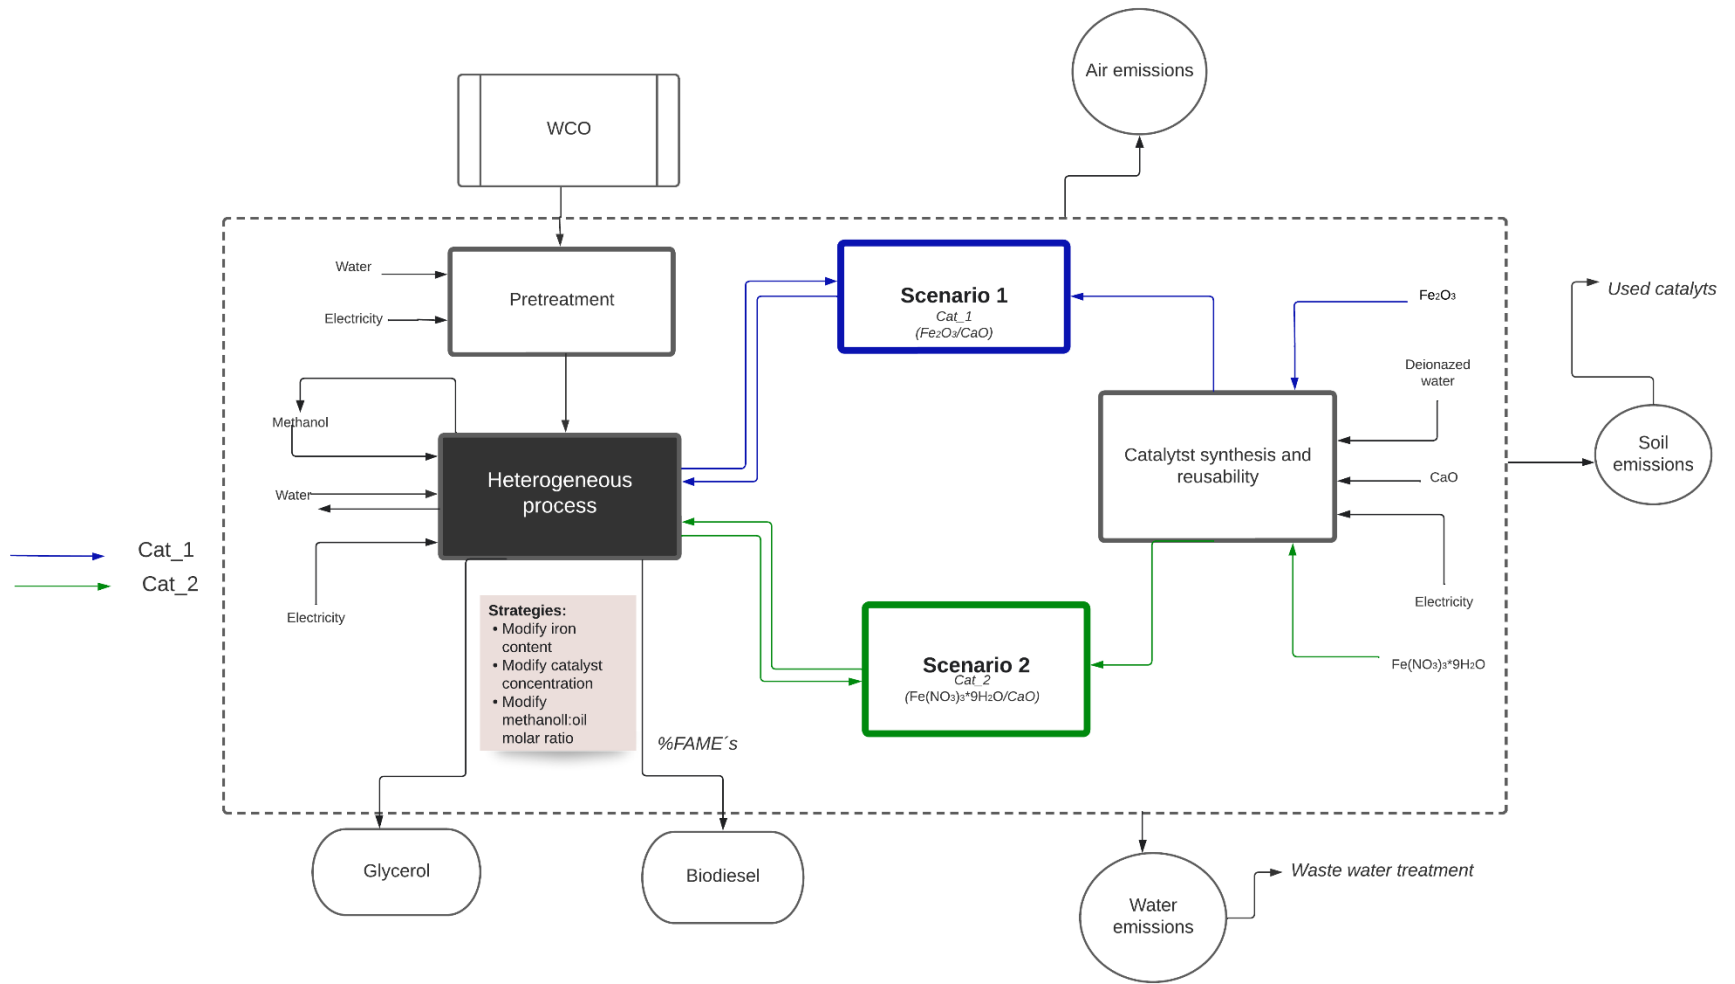 Air emissions
WCO
Water
Pretreatment
Electricity
Scenario 1
Cat_1
(Fe₂O₃/CaO)
Fe₂O₃
Used catalyts
Deionazed
water
Methanol
Heterogeneous
process
Catalytst synthesis and
reusability
CaO
Soil
emissions
Water
Cat_1
Cat_2
Electricity
Electricity
Strategies:
• Modify iron
content
• Modify catalyst
concentration
• Modify
methanoll:oil
molar ratio
Scenario 2
Cat_2
(Fe(NO₃)₃*9H₂O/CaO)
Fe(NO₃)₃*9H₂O
%FAME´s
Glycerol
Biodiesel
Water
emissions
Waste water treatment